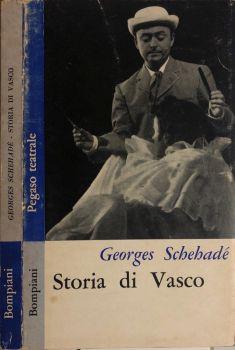 GEORGES SCHEHADÉ - STORIA DI VASCO
Bompiani
Pegaso teatrale
Bompiani
Georges Schehadé
Storia di Vasco